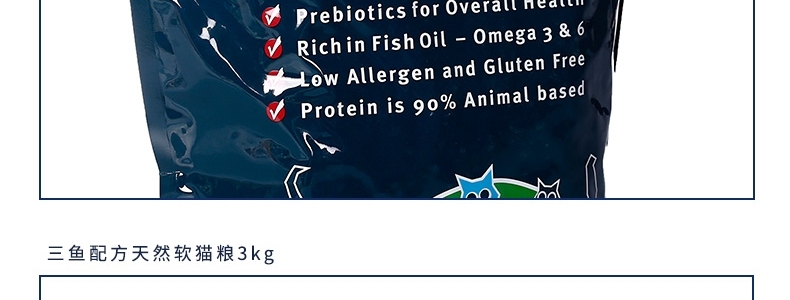 Prebiotics for Overall Health
Rich in Fish Oil – Omega 3 & 6
Low Allergen and Gluten Free
Protein is 90% Animal based
三鱼配方天然软猫粮3kg